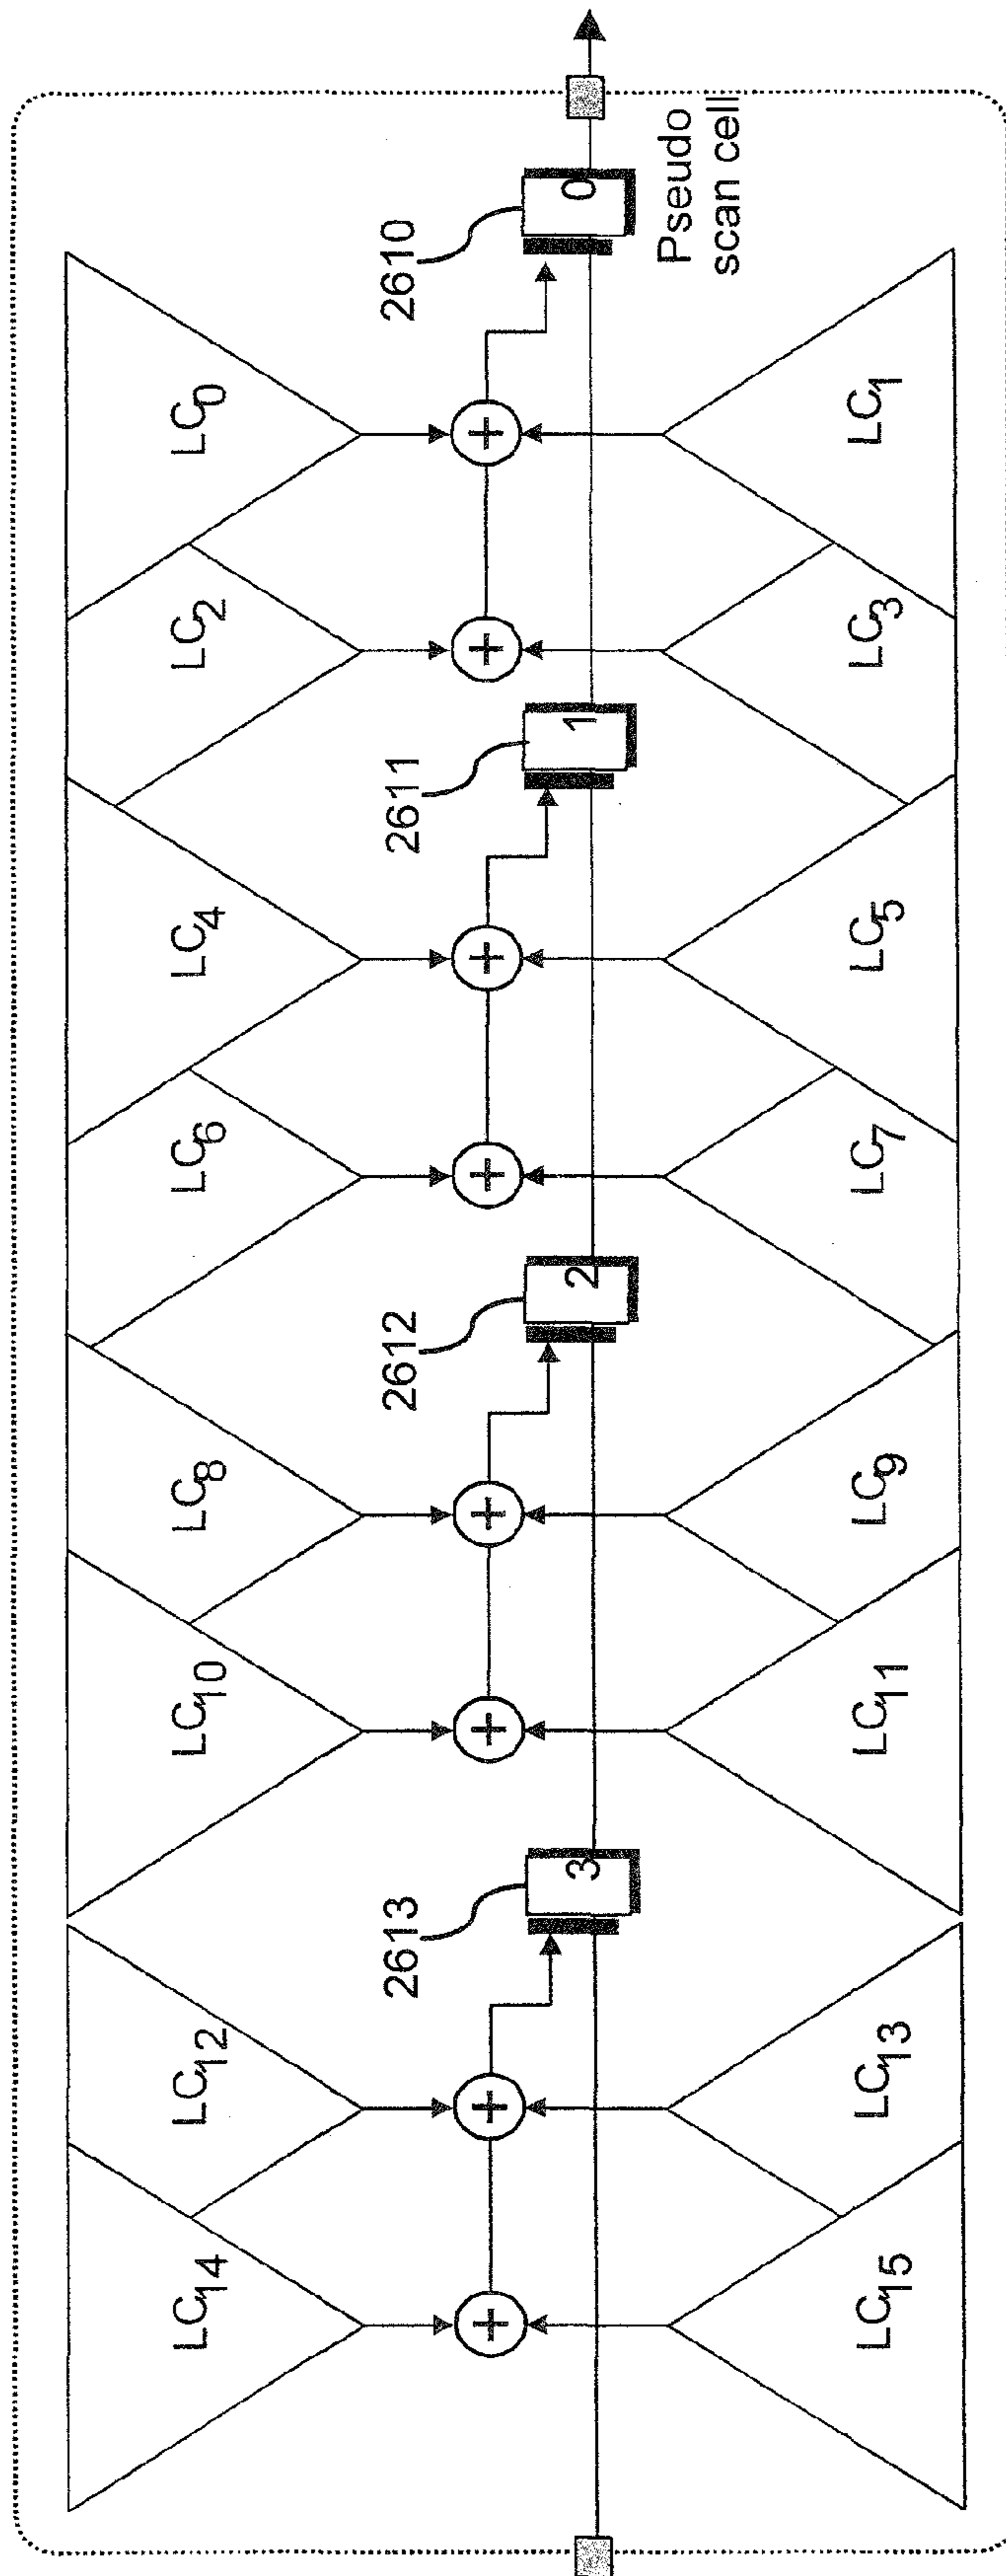 LC14
LC12
LC10
LC8
LC6
LC4
LC2
LC0
2613
2612
2611
2610
3
2
1
0
Pseudo
scan cell
LC15
LC13
LC11
LC9
LC7
LC5
LC3
LC1